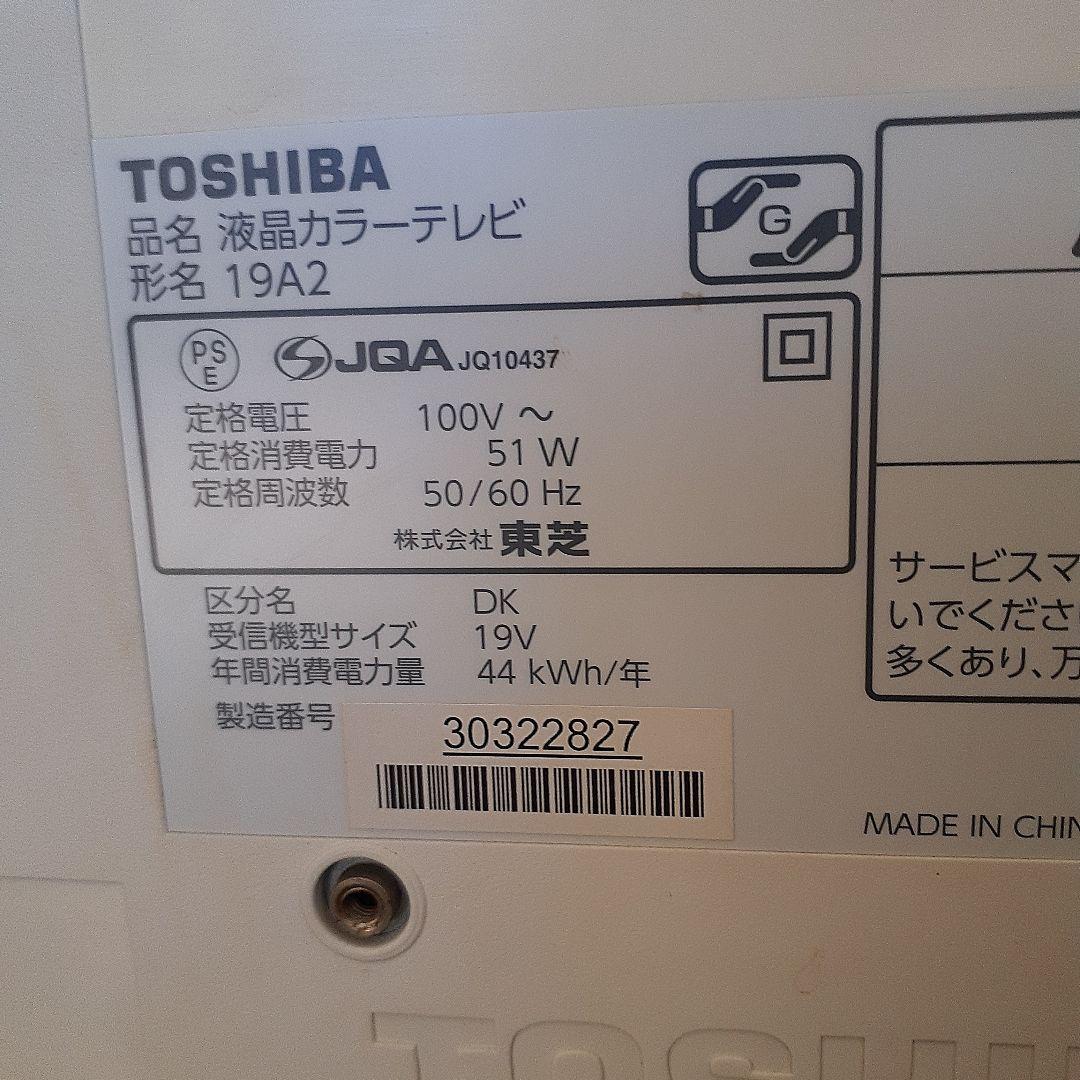 TOSHIBA
品名 液晶カラーテレビ
形名 19A2
G
PS
E
JQA JQ10437
定格電圧 100V ～
定格消費電力 51 W
定格周波数 50/60 Hz
株式会社 東芝
区分名 DK
受信機型サイズ 19V
年間消費電力量 44 kWh/年
製造番号 30322827
サービスマ
いでくださ
多くあり、万
MADE IN CHIN
TOSHI